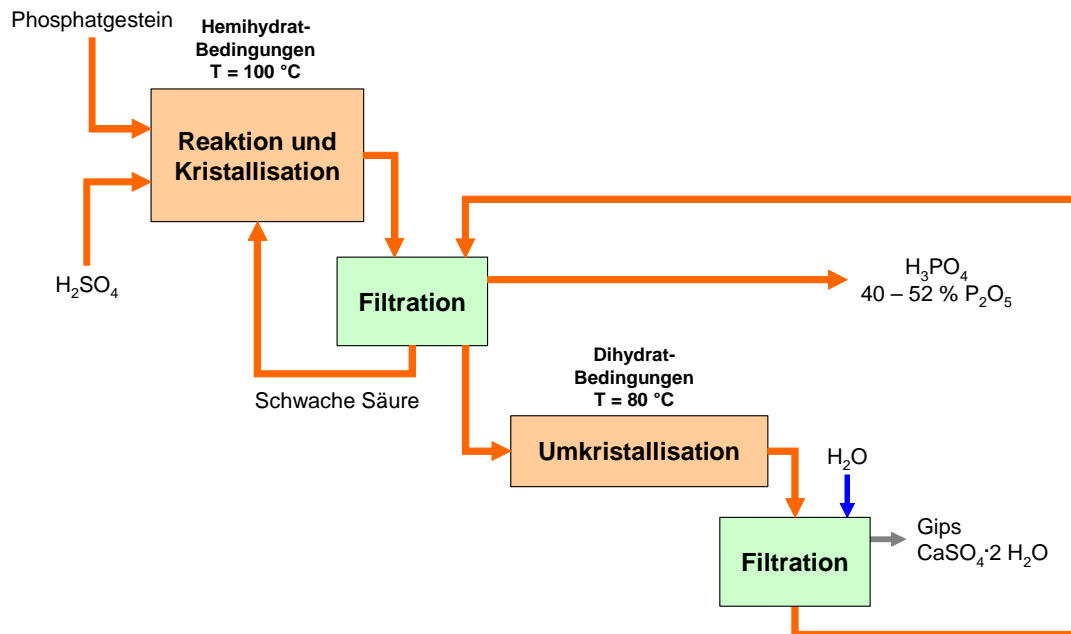 Phosphatgestein
Hemihydrat-
Bedingungen
T = 100 °C
Reaktion und
Kristallisation
H₂SO₄
Filtration
H₃PO₄
40 – 52 % P₂O₅
Schwache Säure
Dihydrat-
Bedingungen
T = 80 °C
Umkristallisation
H₂O
Filtration
Gips
CaSO₄·2 H₂O